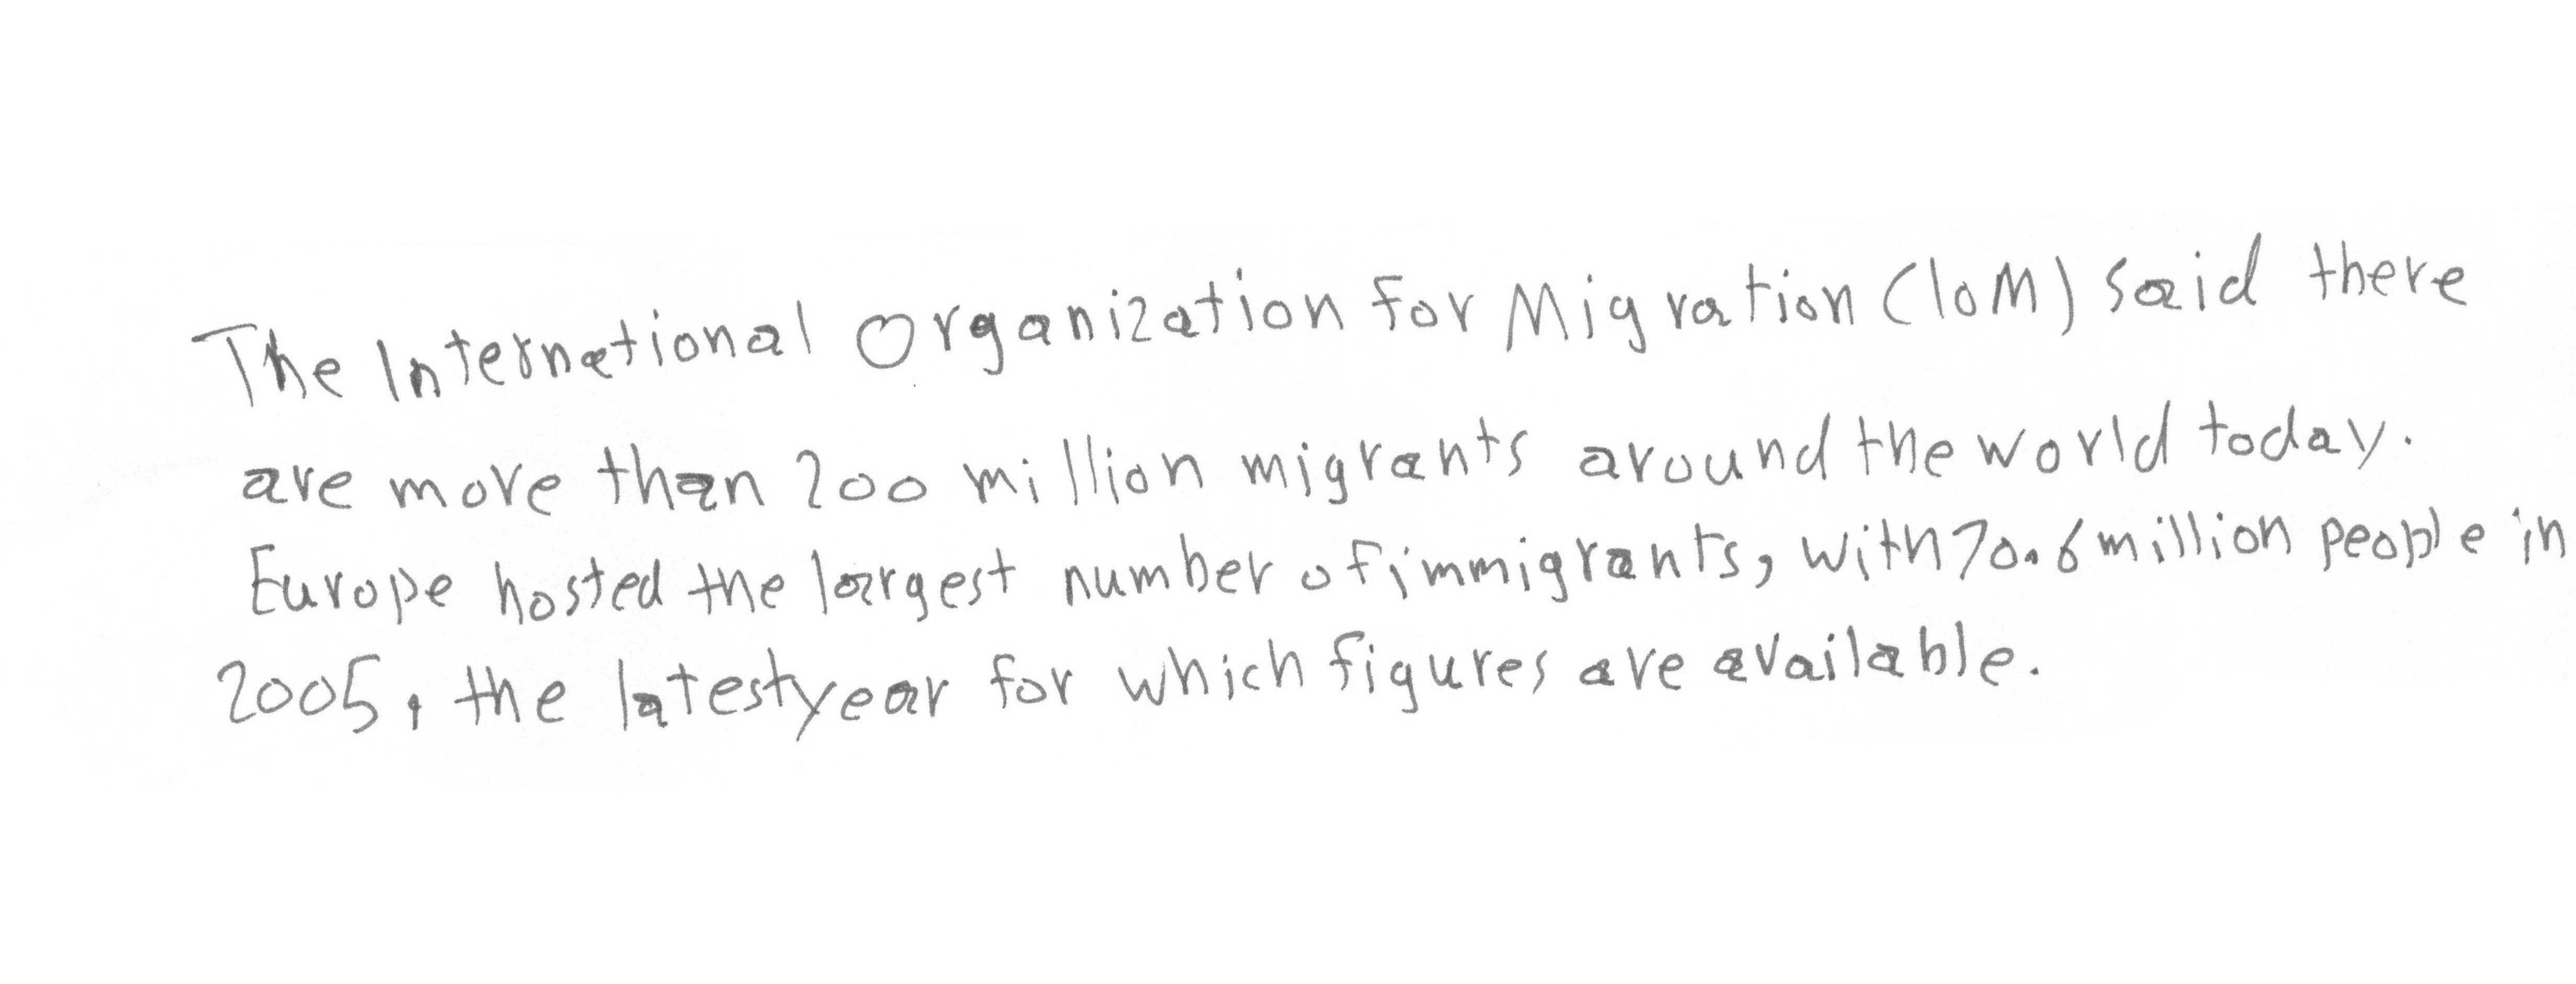 The International Organization for Migration (IOM) said there
are more than 200 million migrants around the world today.
Europe hosted the largest number of immigrants, with 70.6 million people in
2005, the latest year for which figures are available.